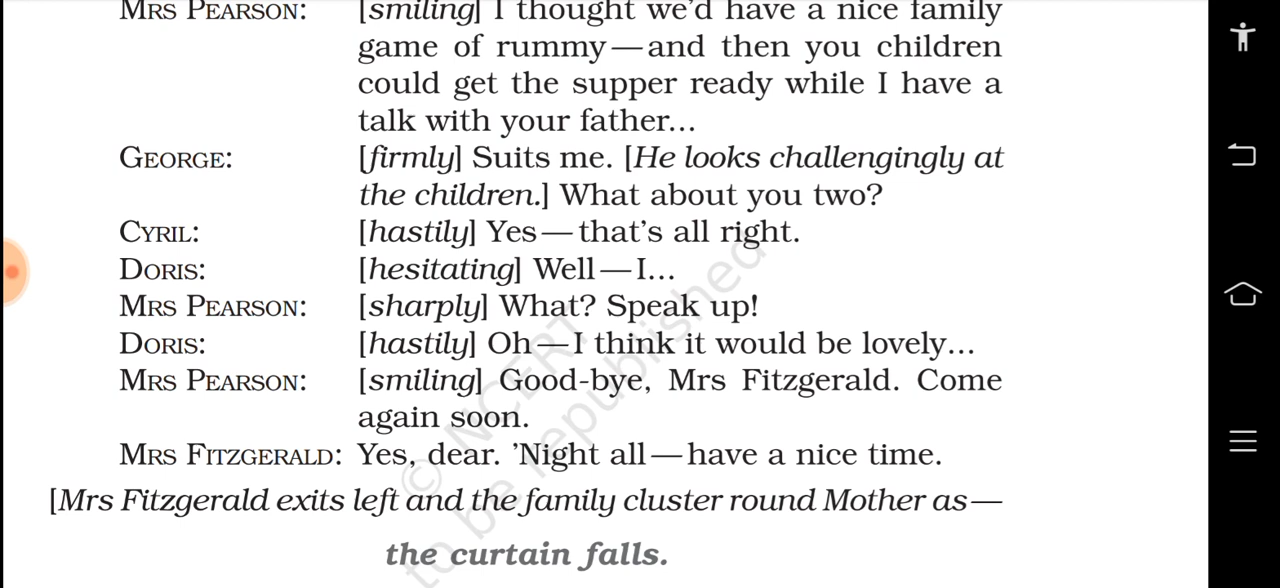 MRS PEARSON: [smiling] I thought we'd have a nice family
game of rummy—and then you children
could get the supper ready while I have a
talk with your father...
GEORGE: [firmly] Suits me. [He looks challengingly at
the children.] What about you two?
CYRIL: [hastily] Yes—that's all right.
DORIS: [hesitating] Well—I...
MRS PEARSON: [sharply] What? Speak up!
DORIS: [hastily] Oh—I think it would be lovely...
MRS PEARSON: [smiling] Good-bye, Mrs Fitzgerald. Come
again soon.
MRS FITZGERALD: Yes, dear. 'Night all—have a nice time.
[Mrs Fitzgerald exits left and the family cluster round Mother as—
the curtain falls.
© NCERT
to be republished